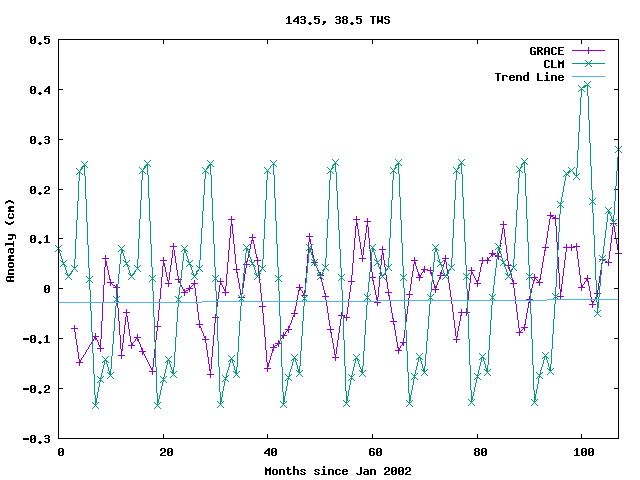 143.5, 38.5 TWS
GRACE
CLM
Trend Line
0.5
0.4
0.3
0.2
0.1
0
-0.1
-0.2
-0.3
Anomaly (cm)
0 20 40 60 80 100
Months since Jan 2002